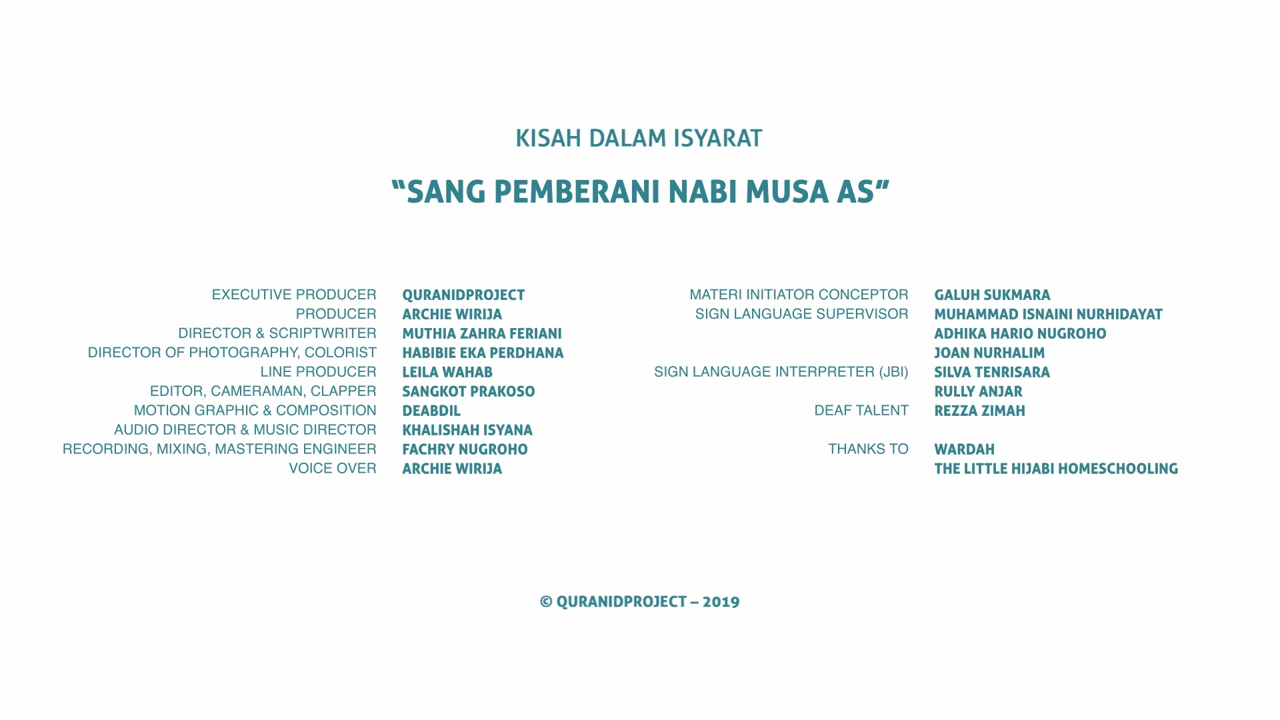 KISAH DALAM ISYARAT
“SANG PEMBERANI NABI MUSA AS”
EXECUTIVE PRODUCER QURANIDPROJECT
PRODUCER ARCHIE WIRIJA
DIRECTOR & SCRIPTWRITER MUTHIA ZAHRA FERIANI
DIRECTOR OF PHOTOGRAPHY, COLORIST HABIBIE EKA PERDHANA
LINE PRODUCER LEILA WAHAB
EDITOR, CAMERAMAN, CLAPPER SANGKOT PRAKOSO
MOTION GRAPHIC & COMPOSITION DEABDIL
AUDIO DIRECTOR & MUSIC DIRECTOR KHALISHAH ISYANA
RECORDING, MIXING, MASTERING ENGINEER FACHRY NUGROHO
VOICE OVER ARCHIE WIRIJA
MATERI INITIATOR CONCEPTOR GALUH SUKMARA
SIGN LANGUAGE SUPERVISOR MUHAMMAD ISNAINI NURHIDAYAT
ADHIKA HARIO NUGROHO
JOAN NURHALIM
SIGN LANGUAGE INTERPRETER (JBI) SILVA TENRISARA
RULLY ANJAR
DEAF TALENT REZZA ZIMAH
THANKS TO WARDAH
THE LITTLE HIJABI HOMESCHOOLING
© QURANIDPROJECT – 2019